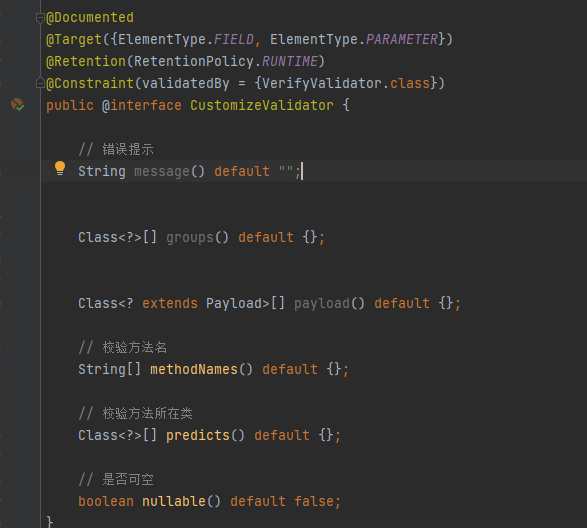 @Documented
@Target({ElementType.FIELD, ElementType.PARAMETER})
@Retention(RetentionPolicy.RUNTIME)
@Constraint(validatedBy = {VerifyValidator.class})
public @interface CustomizeValidator {
// 错误提示
String message() default "";
Class<?>[] groups() default {};
Class<? extends Payload>[] payload() default {};
// 校验方法名
String[] methodNames() default {};
// 校验方法所在类
Class<?>[] predicts() default {};
// 是否可空
boolean nullable() default false;
}